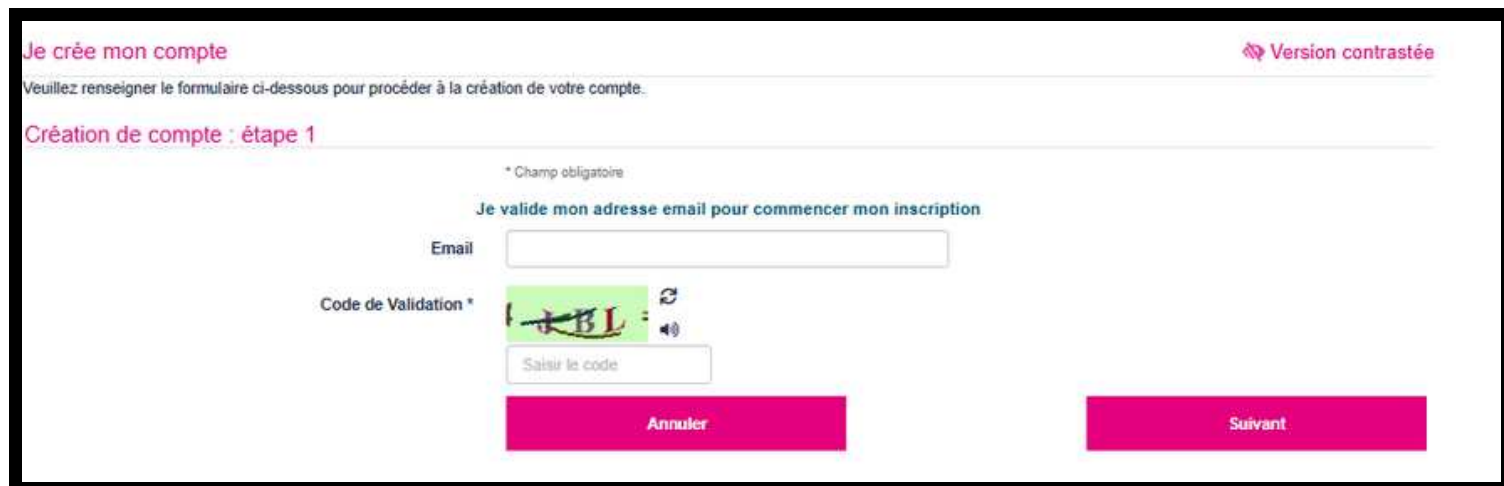 Je crée mon compte
Version contrastée
Veuillez renseigner le formulaire ci-dessous pour procéder à la création de votre compte.
Création de compte : étape 1
* Champ obligatoire
Je valide mon adresse email pour commencer mon inscription
Email
Code de Validation *
Saisir le code
Annuler
Suivant